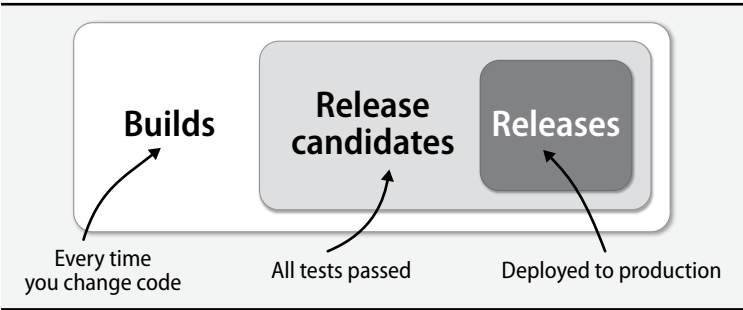 Builds
Release
candidates
Releases
Every time
you change code
All tests passed
Deployed to production